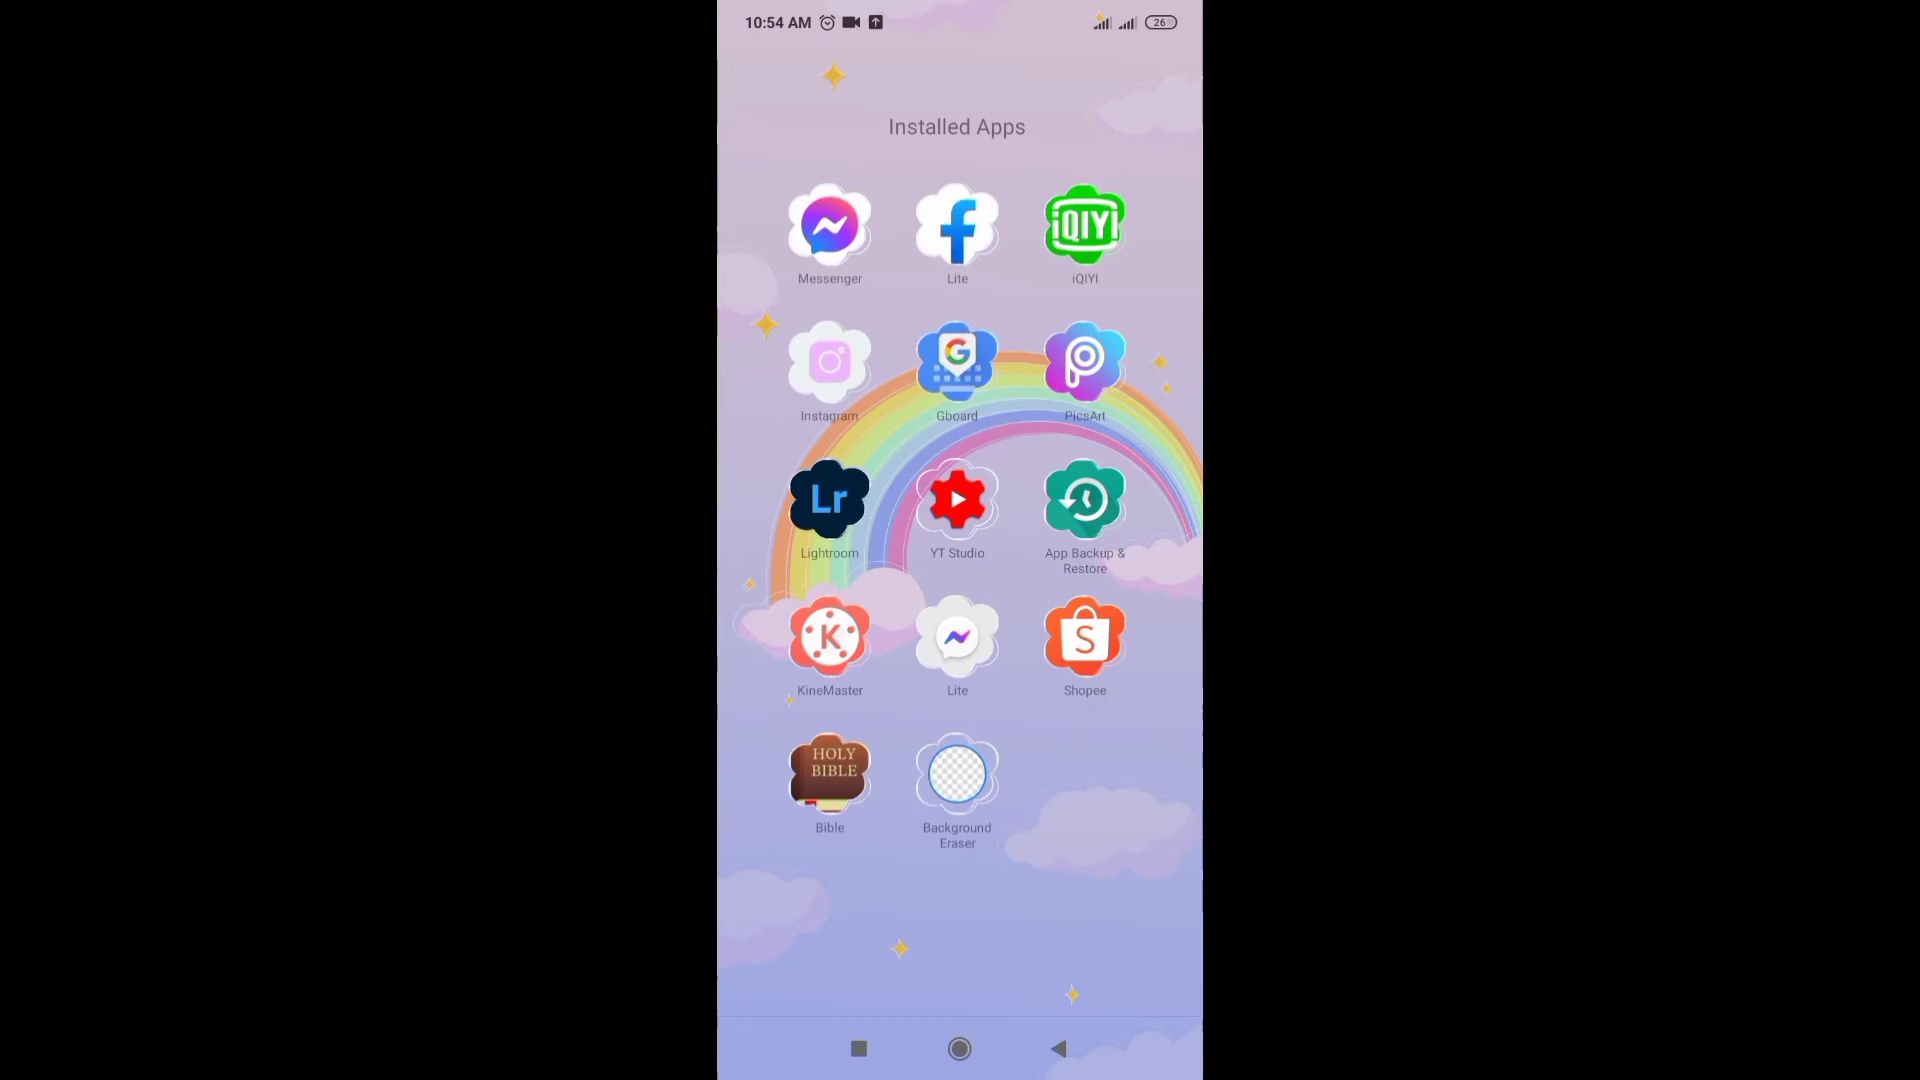 10:54 AM
26
Installed Apps
iQIYI
Messenger
Lite
iQIYI
G
Instagram
Gboard
PicsArt
Lr
Lightroom
YT Studio
App Backup &
Restore
K
S
KineMaster
Lite
Shopee
HOLY
BIBLE
Bible
Background
Eraser